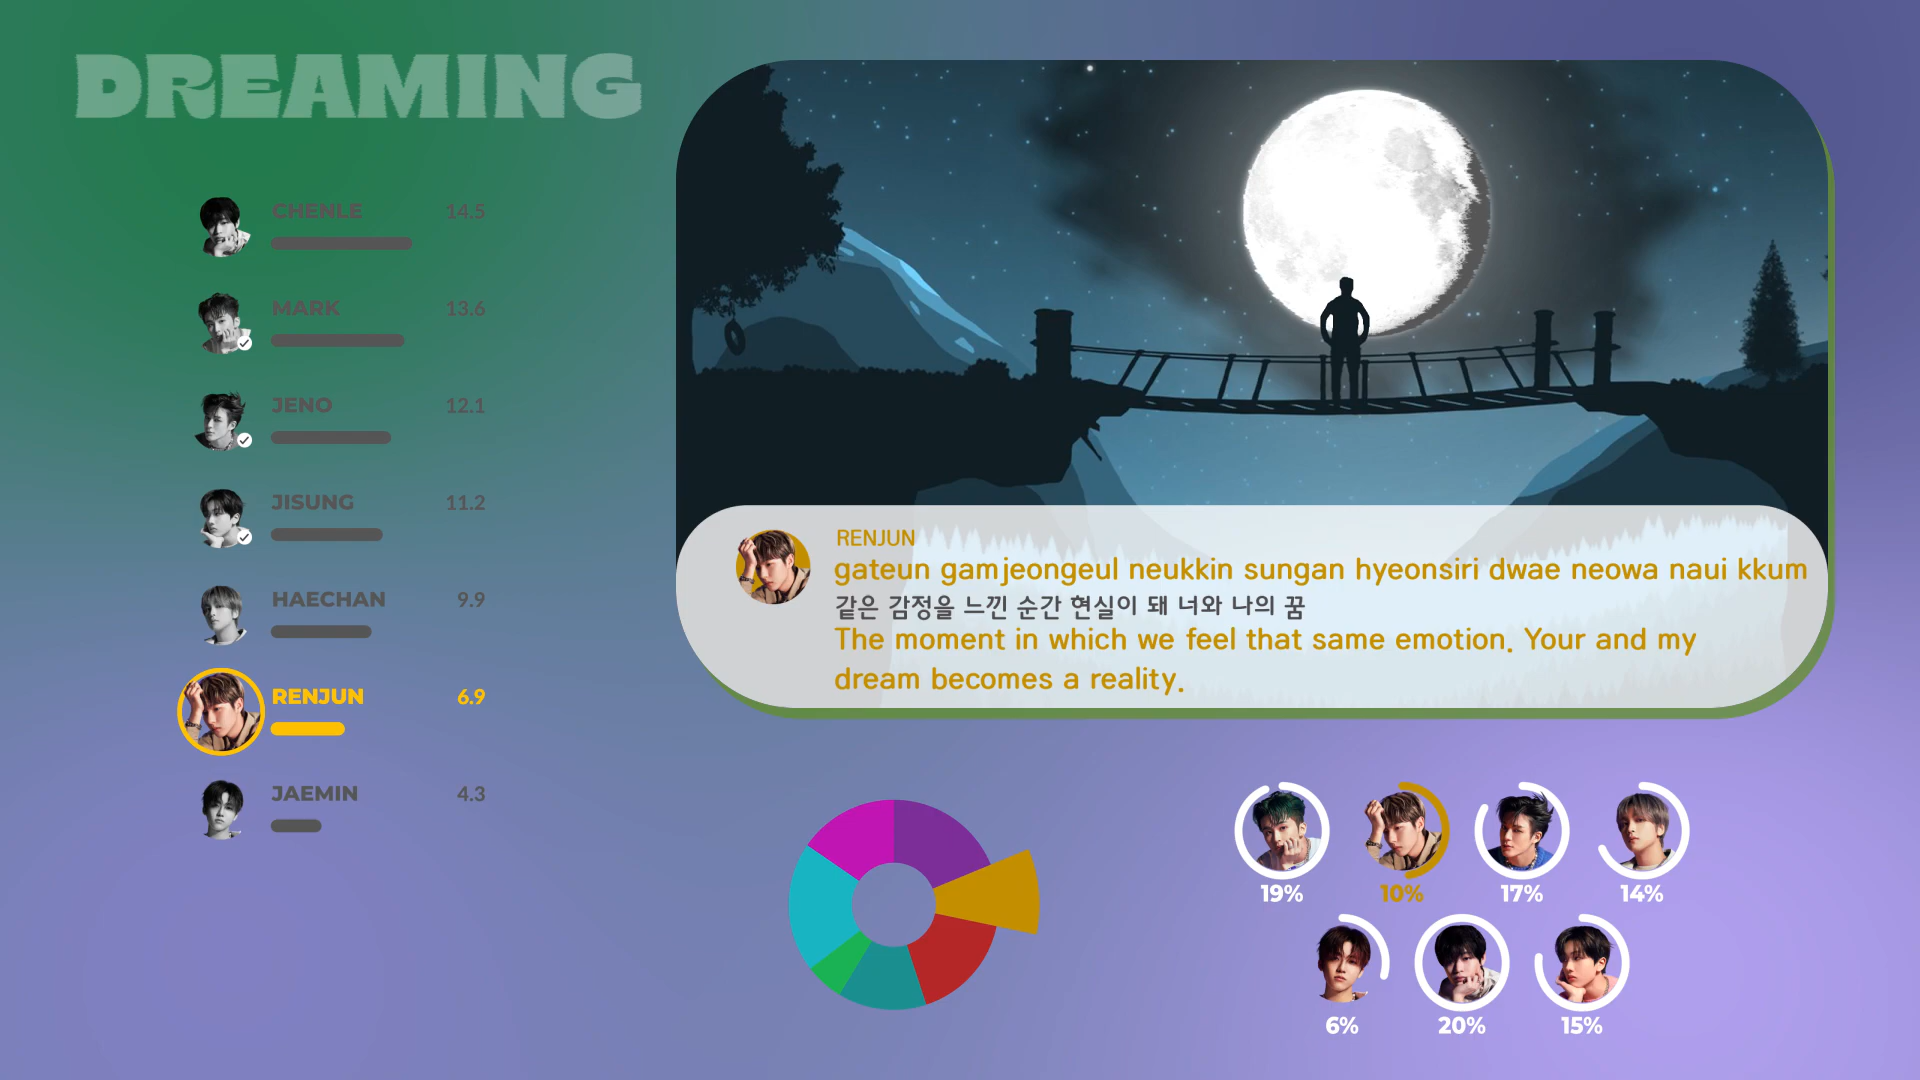 DREAMING
CHENLE 14.5
MARK 13.6
JENO 12.1
JISUNG 11.2
HAECHAN 9.9
RENJUN 6.9
JAEMIN 4.3
RENJUN
gateun gamjeongeul neukkin sungan hyeonsiri dwae neowa naui kkum
같은 감정을 느낀 순간 현실이 돼 너와 나의 꿈
The moment in which we feel that same emotion. Your and my
dream becomes a reality.
19% 10% 17% 14%
6% 20% 15%